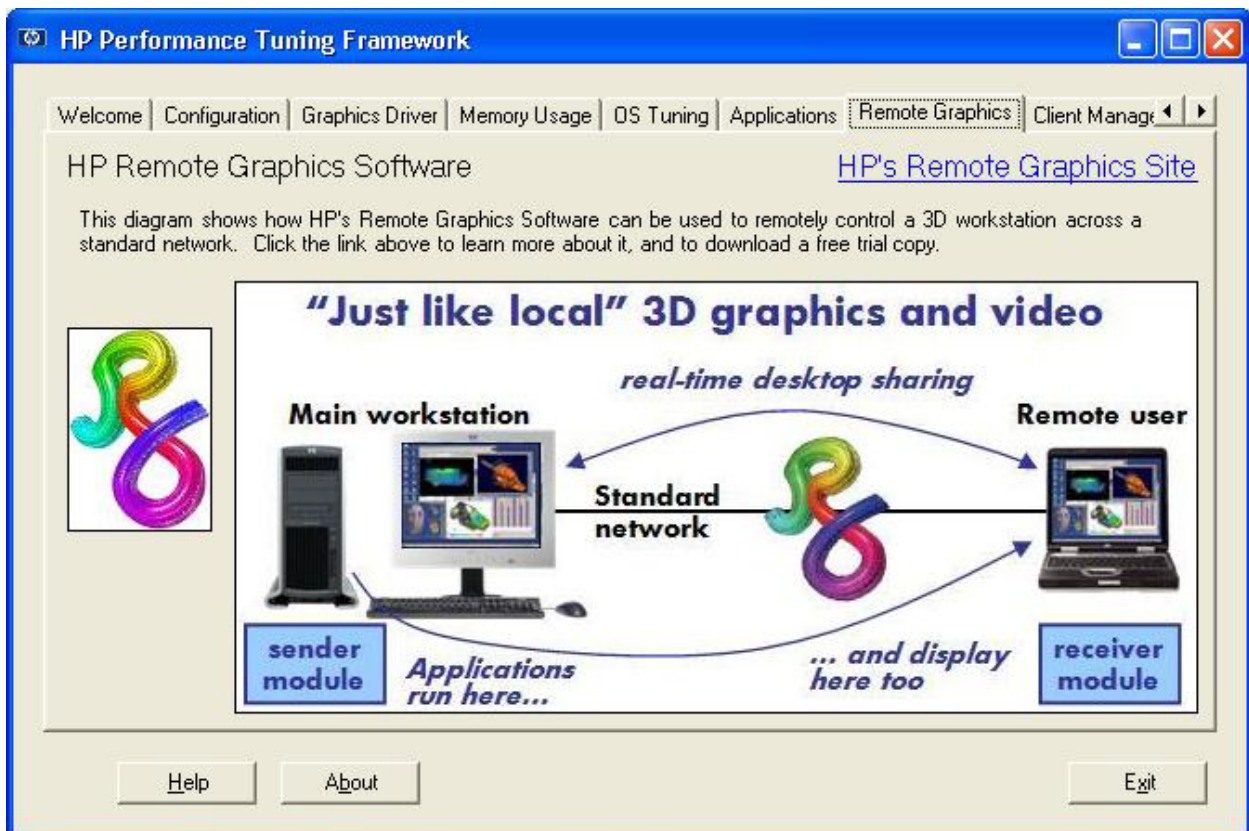 HP Performance Tuning Framework
Welcome
Configuration
Graphics Driver
Memory Usage
OS Tuning
Applications
Remote Graphics
Client Manage
HP Remote Graphics Software
HP's Remote Graphics Site
This diagram shows how HP's Remote Graphics Software can be used to remotely control a 3D workstation across a
standard network.  Click the link above to learn more about it, and to download a free trial copy.
"Just like local" 3D graphics and video
real-time desktop sharing
Main workstation
Remote user
Standard
network
sender
module
Applications
run here...
... and display
here too
receiver
module
Help
About
Exit